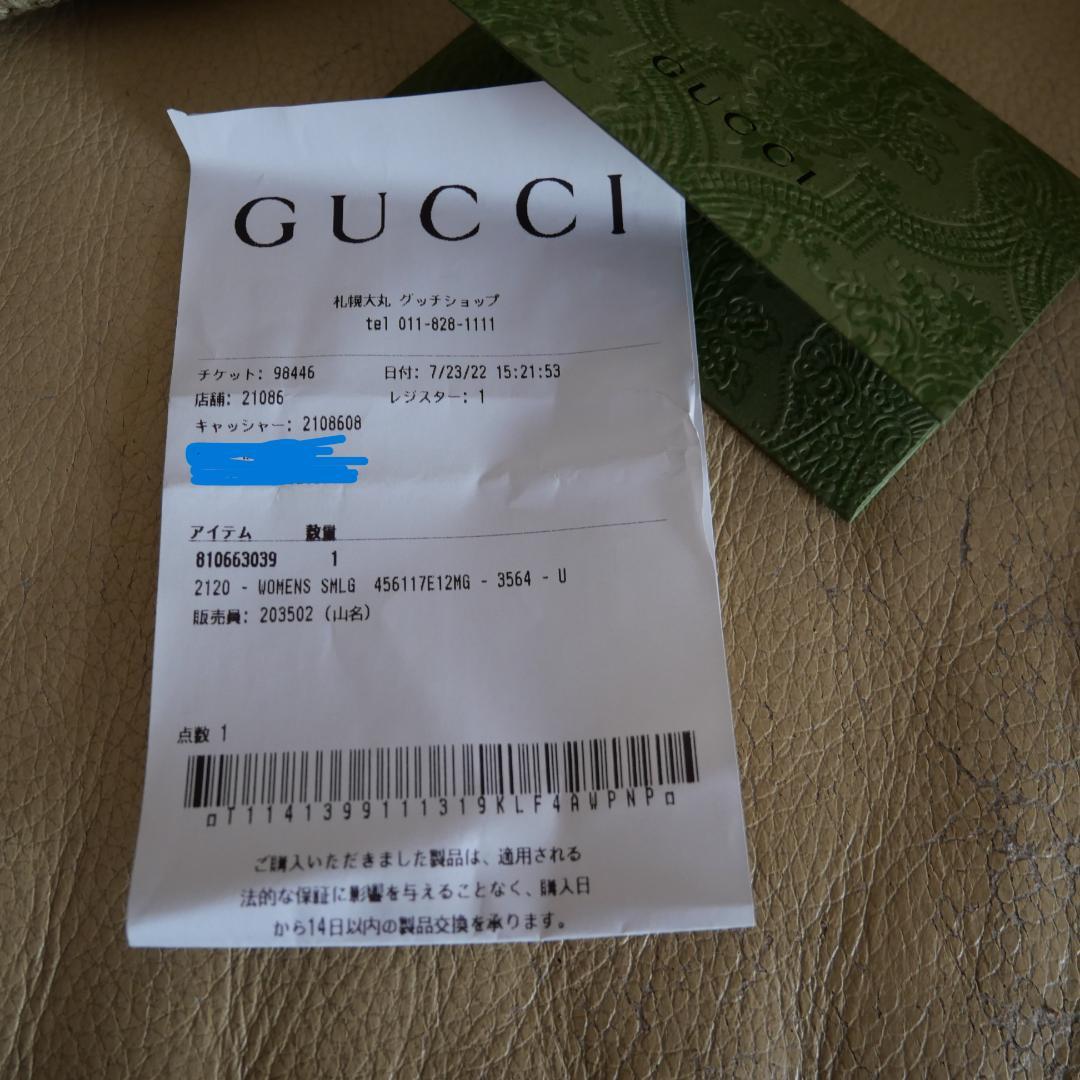 GUCCI
GUCCI
札幌大丸 グッチショップ
tel 011-828-1111
チケット: 98446 日付: 7/23/22 15:21:53
店舗: 21086 レジスター: 1
キャッシャー: 2108608
アイテム 数量
810663039 1
2120 - WOMENS SMLG 456117E12MG - 3564 - U
販売員: 203502 (山名)
点数 1
T1141399111319KLF4AWPNP
ご購入いただきました製品は、適用される
法的な保証に影響を与えることなく、購入日
から14日以内の製品交換を承ります。